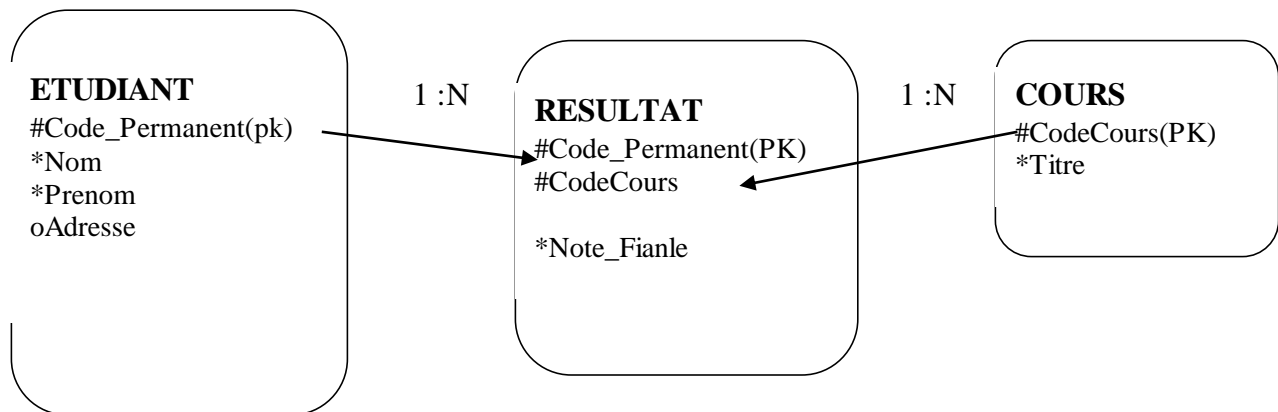 ETUDIANT
#Code_Permanent(pk)
*Nom
*Prenom
oAdresse
1 :N
RESULTAT
#Code_Permanent(PK)
#CodeCours
*Note_Fianle
1 :N
COURS
#CodeCours(PK)
*Titre